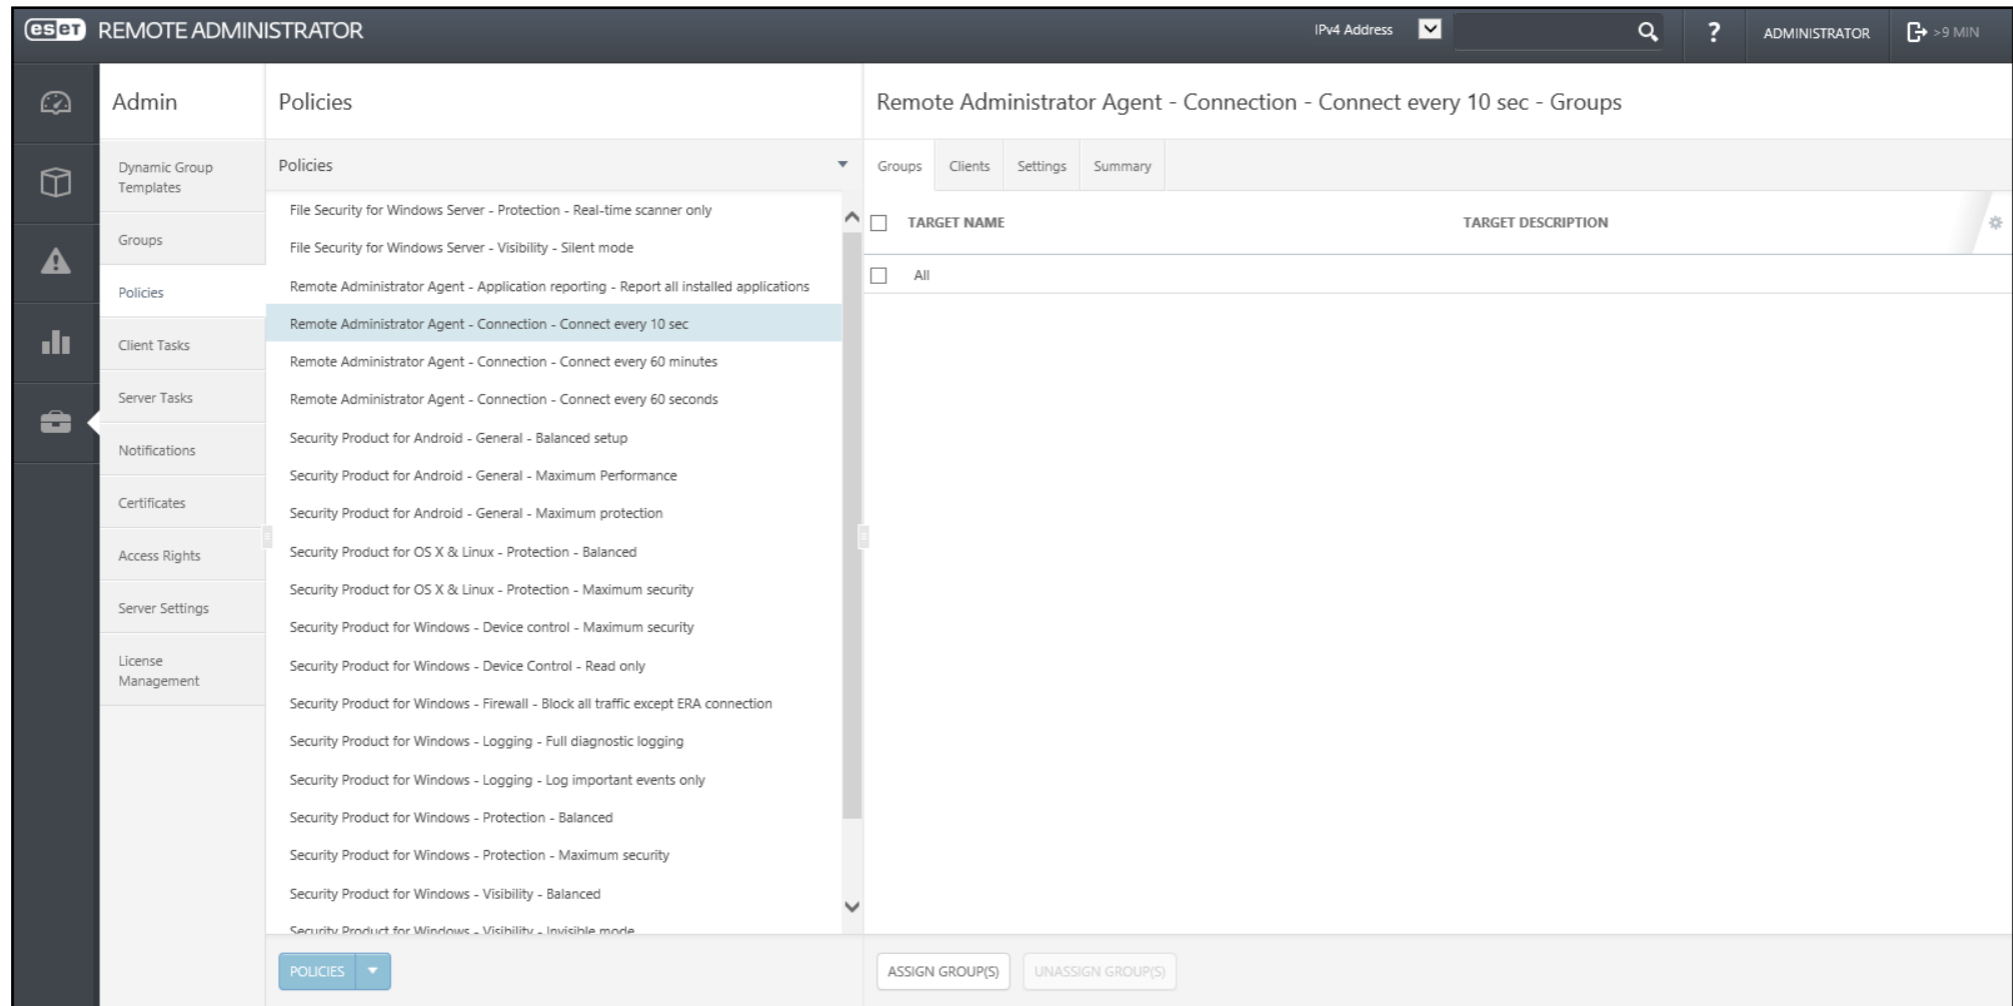 eset REMOTE ADMINISTRATOR
IPv4 Address
?
ADMINISTRATOR
>9 MIN
Admin
Dynamic Group
Templates
Groups
Policies
Client Tasks
Server Tasks
Notifications
Certificates
Access Rights
Server Settings
License
Management
Policies
Policies
File Security for Windows Server - Protection - Real-time scanner only
File Security for Windows Server - Visibility - Silent mode
Remote Administrator Agent - Application reporting - Report all installed applications
Remote Administrator Agent - Connection - Connect every 10 sec
Remote Administrator Agent - Connection - Connect every 60 minutes
Remote Administrator Agent - Connection - Connect every 60 seconds
Security Product for Android - General - Balanced setup
Security Product for Android - General - Maximum Performance
Security Product for Android - General - Maximum protection
Security Product for OS X & Linux - Protection - Balanced
Security Product for OS X & Linux - Protection - Maximum security
Security Product for Windows - Device control - Maximum security
Security Product for Windows - Device Control - Read only
Security Product for Windows - Firewall - Block all traffic except ERA connection
Security Product for Windows - Logging - Full diagnostic logging
Security Product for Windows - Logging - Log important events only
Security Product for Windows - Protection - Balanced
Security Product for Windows - Protection - Maximum security
Security Product for Windows - Visibility - Balanced
Security Product for Windows - Visibility - Invisible mode
POLICIES
Remote Administrator Agent - Connection - Connect every 10 sec - Groups
Groups Clients Settings Summary
TARGET NAME TARGET DESCRIPTION
All
ASSIGN GROUP(S) UNASSIGN GROUP(S)